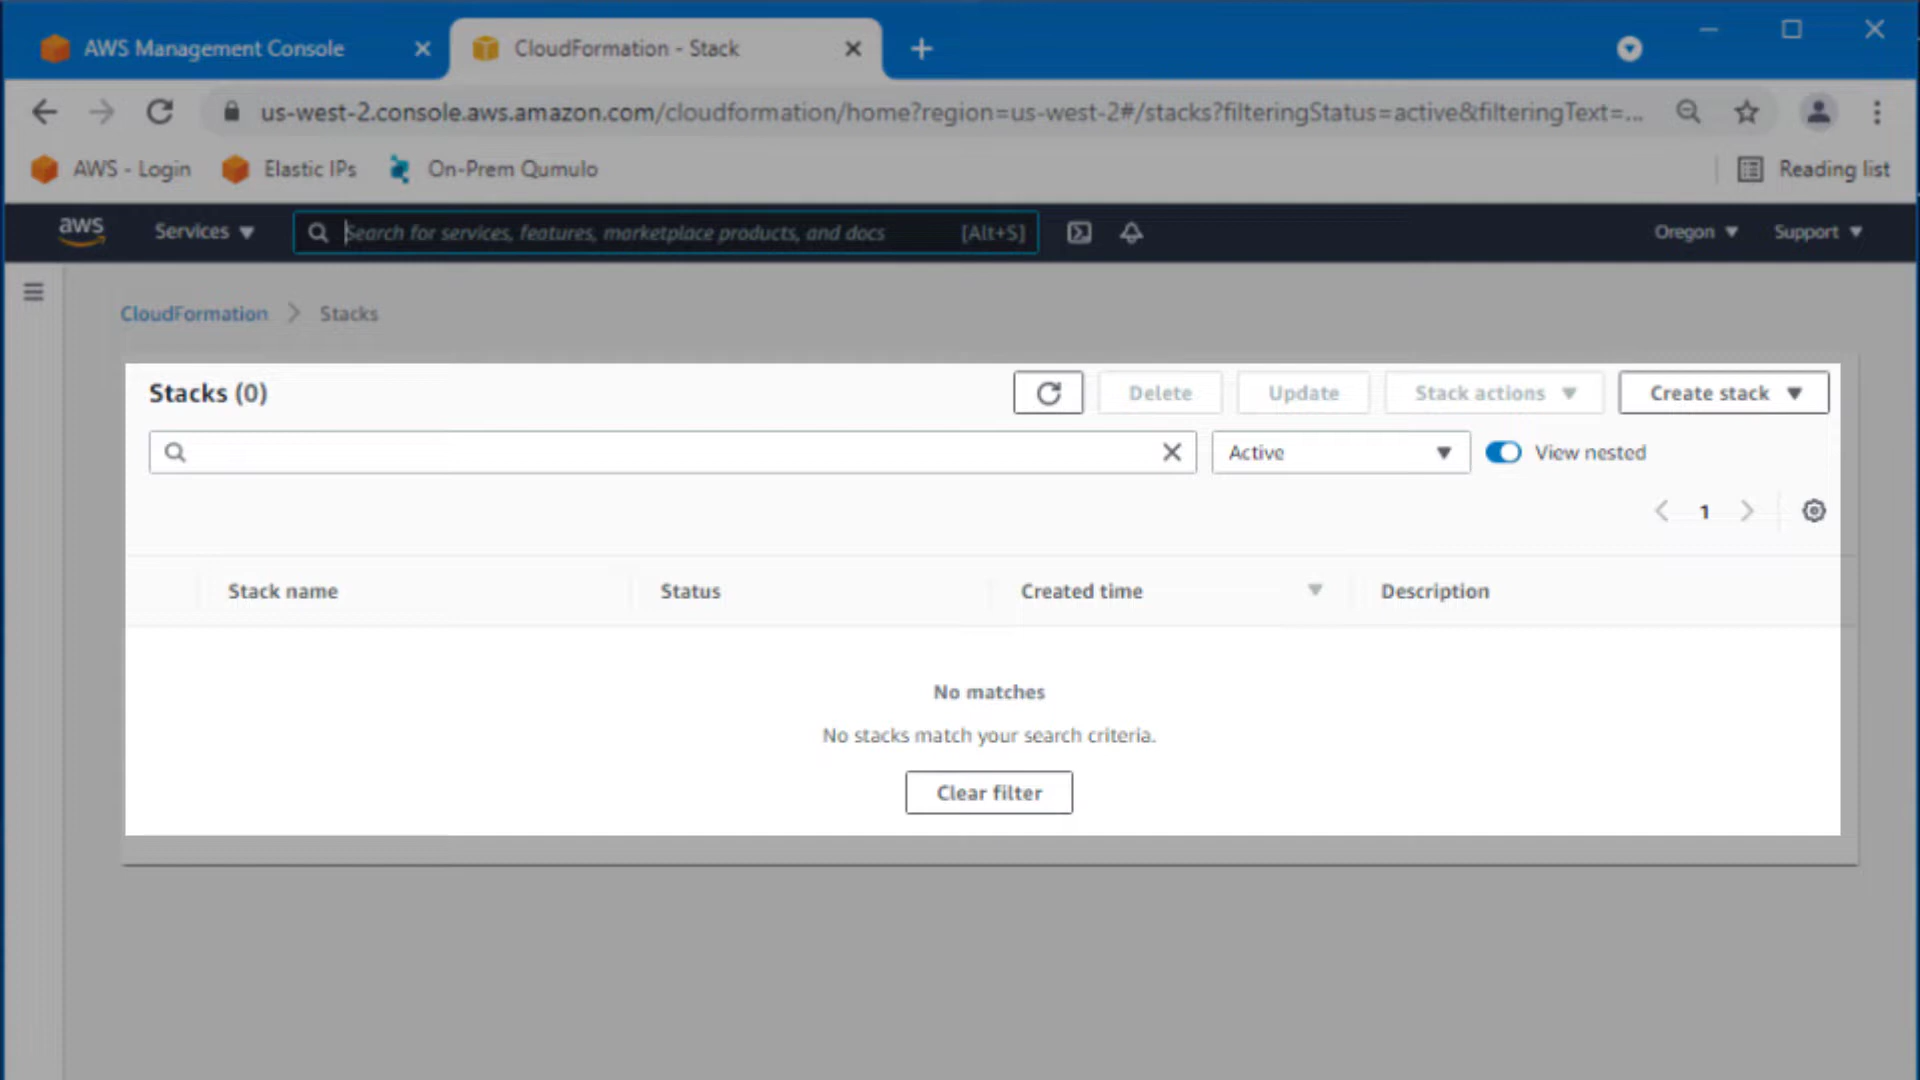 AWS Management Console
CloudFormation - Stack
us-west-2.console.aws.amazon.com/cloudformation/home?region=us-west-2#/stacks?filteringStatus=active&filteringText=...
AWS - Login
Elastic IPs
On-Prem Qumulo
Reading list
aws
Services
Search for services, features, marketplace products, and docs
[Alt+S]
Oregon
Support
CloudFormation
Stacks
Stacks (0)
Delete
Update
Stack actions
Create stack
Active
View nested
1
Stack name
Status
Created time
Description
No matches
No stacks match your search criteria.
Clear filter